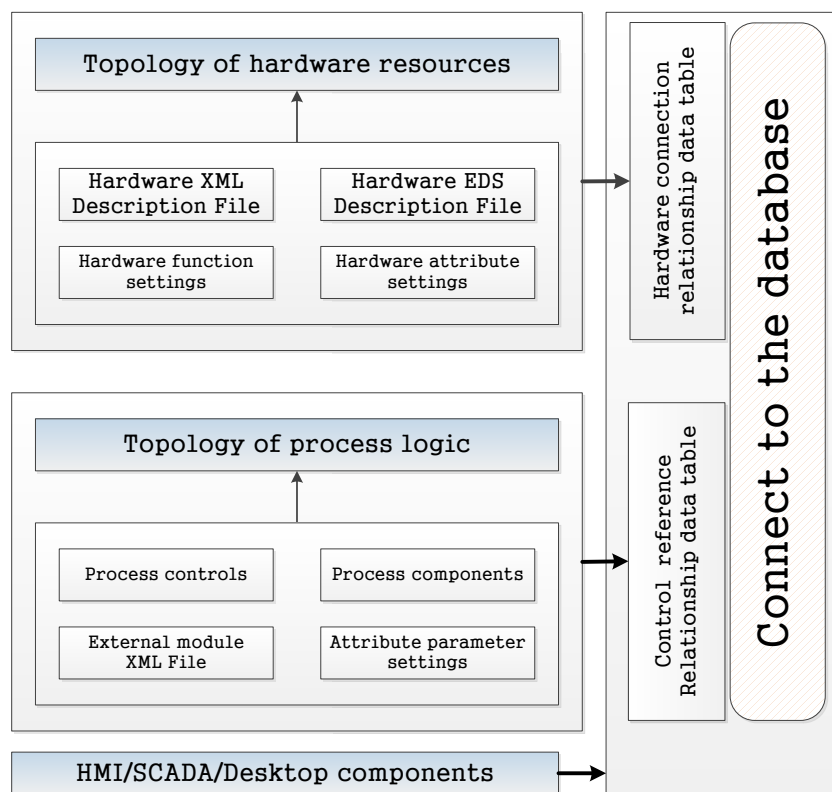 Topology of hardware resources
Hardware XML
Description File
Hardware EDS
Description File
Hardware function
settings
Hardware attribute
settings
Topology of process logic
Process controls
Process components
External module
XML File
Attribute parameter
settings
HMI/SCADA/Desktop components
Hardware connection
relationship data table
Control reference
Relationship data table
Connect to the database